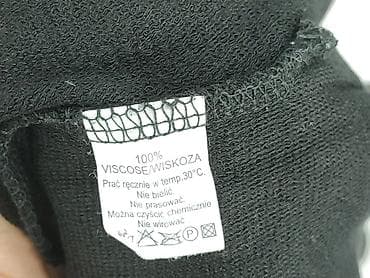 100%
VISCOSE/WISKOZA
Prać ręcznie w temp.30°C.
Nie bielić.
Nie prasować.
Można czyścić chemicznie
Nie wirować
P